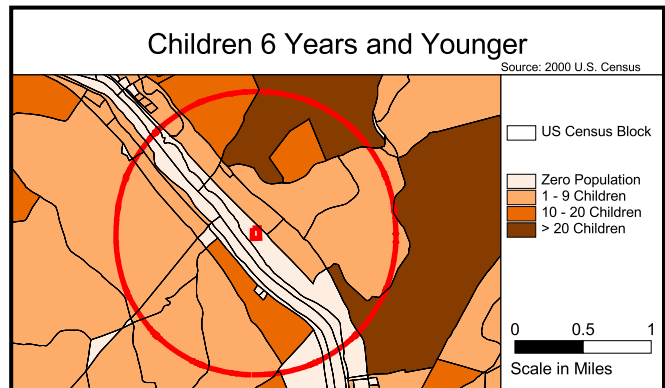 Children 6 Years and Younger
Source: 2000 U.S. Census
US Census Block
Zero Population
1 - 9 Children
10 - 20 Children
> 20 Children
0 0.5 1
Scale in Miles